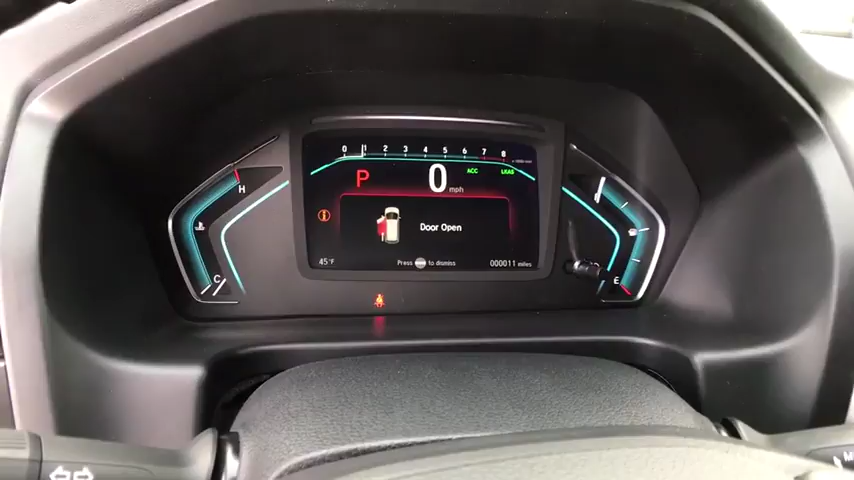 0 1 2 3 4 5 6 7 8
P 0 mph ACC LKAS
H
Door Open
45°F Press to dismiss 000011 miles
C E